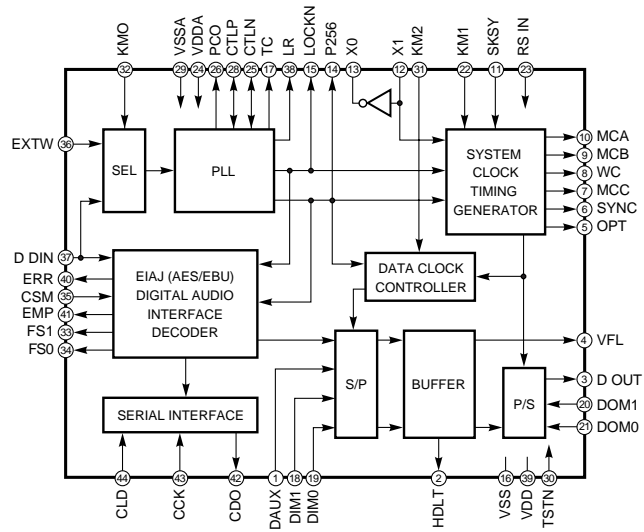 KMO
VSSA
VDDA
PCO
CTLP
CTLN
TC
LR
LOCKN
P256
X0
X1
KM2
KM1
SKSY
RS IN
32
29
24
26
28
25
17
38
15
14
13
12
31
22
11
23
EXTW
36
SEL
PLL
SYSTEM
CLOCK
TIMING
GENERATOR
10
MCA
9
MCB
8
WC
7
MCC
6
SYNC
5
OPT
D DIN
37
ERR
40
CSM
35
EMP
41
FS1
33
FS0
34
EIAJ (AES/EBU)
DIGITAL AUDIO
INTERFACE
DECODER
DATA CLOCK
CONTROLLER
S/P
BUFFER
P/S
4
VFL
3
D OUT
20
DOM1
21
DOM0
SERIAL INTERFACE
44
43
42
1
18
19
2
16
39
30
CLD
CCK
CDO
DAUX
DIM1
DIM0
HDLT
VSS
VDD
TSTN